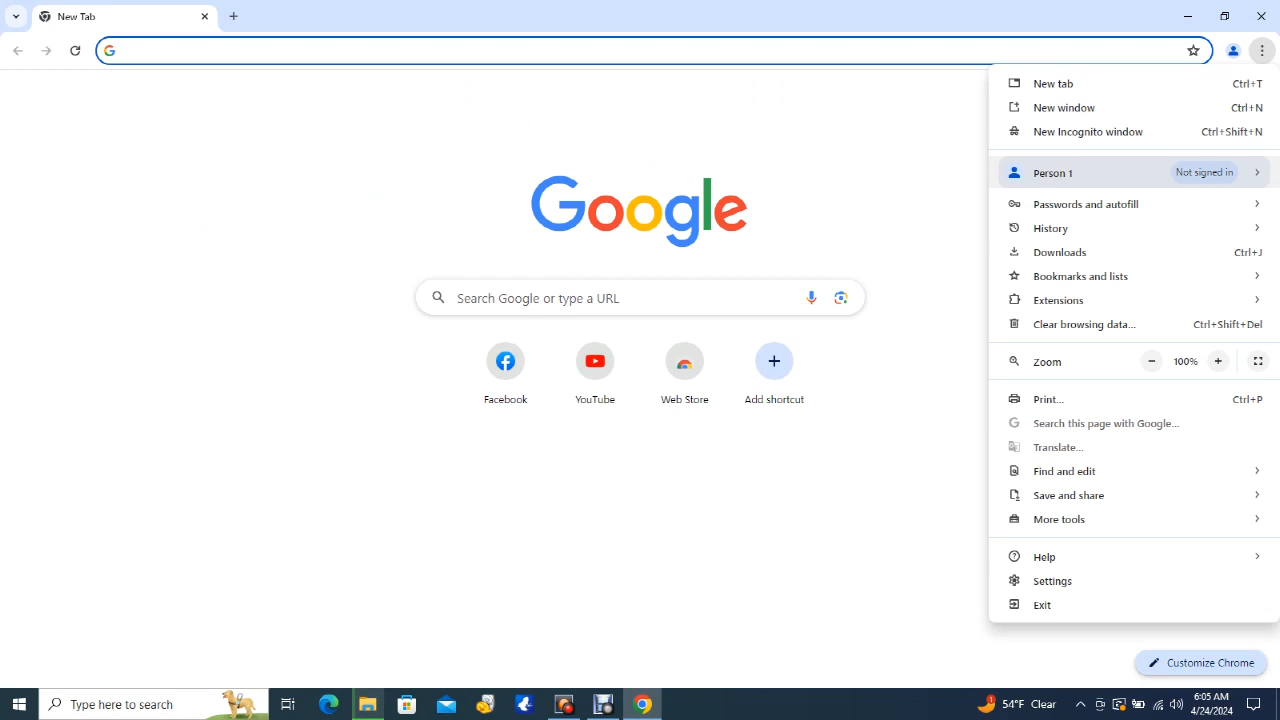 New Tab
New tab Ctrl+T
New window Ctrl+N
New Incognito window Ctrl+Shift+N
Person 1 Not signed in
Passwords and autofill
History
Downloads Ctrl+J
Bookmarks and lists
Extensions
Clear browsing data... Ctrl+Shift+Del
Zoom 100%
Print... Ctrl+P
Search this page with Google...
Translate...
Find and edit
Save and share
More tools
Help
Settings
Exit
Google
Search Google or type a URL
Facebook YouTube Web Store Add shortcut
Customize Chrome
Type here to search
54°F Clear
6:05 AM
4/24/2024